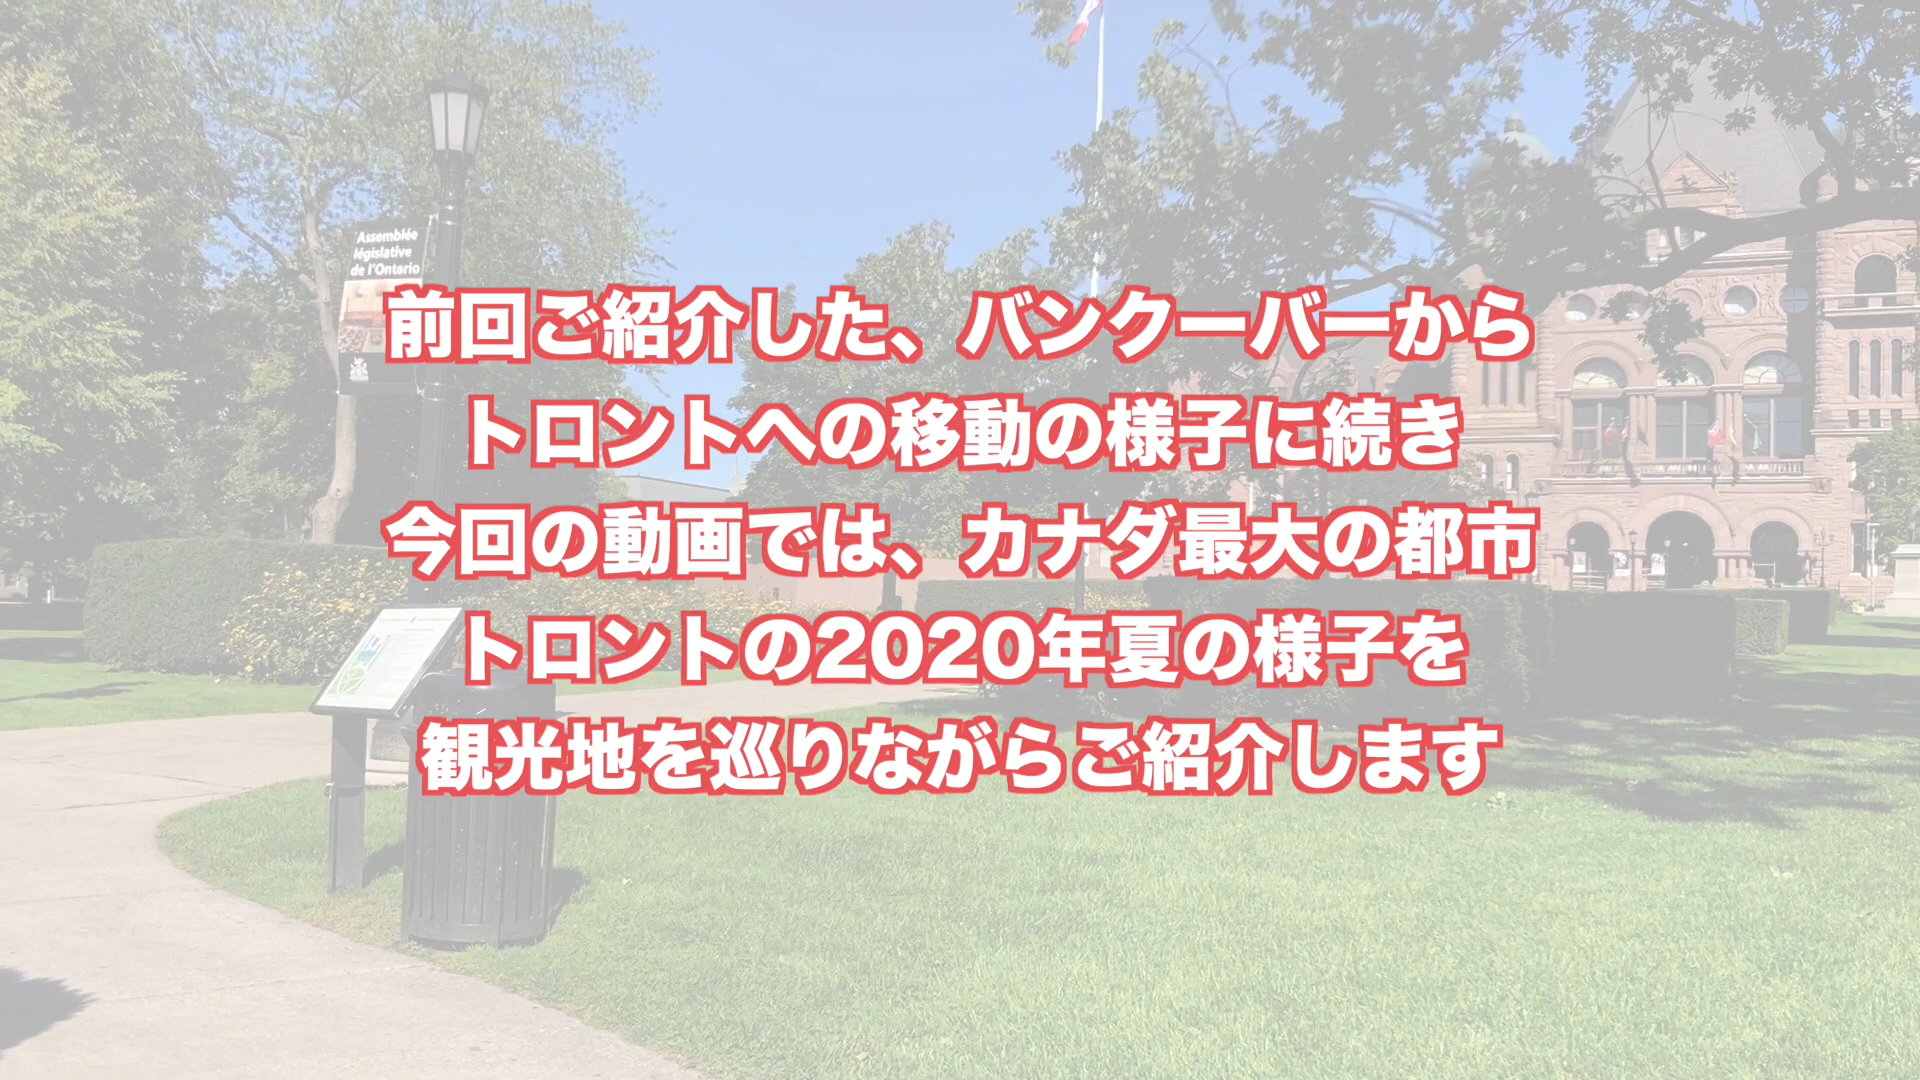 Assemblée
législative
de l'Ontario
前回ご紹介した、バンクーバーから
トロントへの移動の様子に続き
今回の動画では、カナダ最大の都市
トロントの2020年夏の様子を
観光地を巡りながらご紹介します